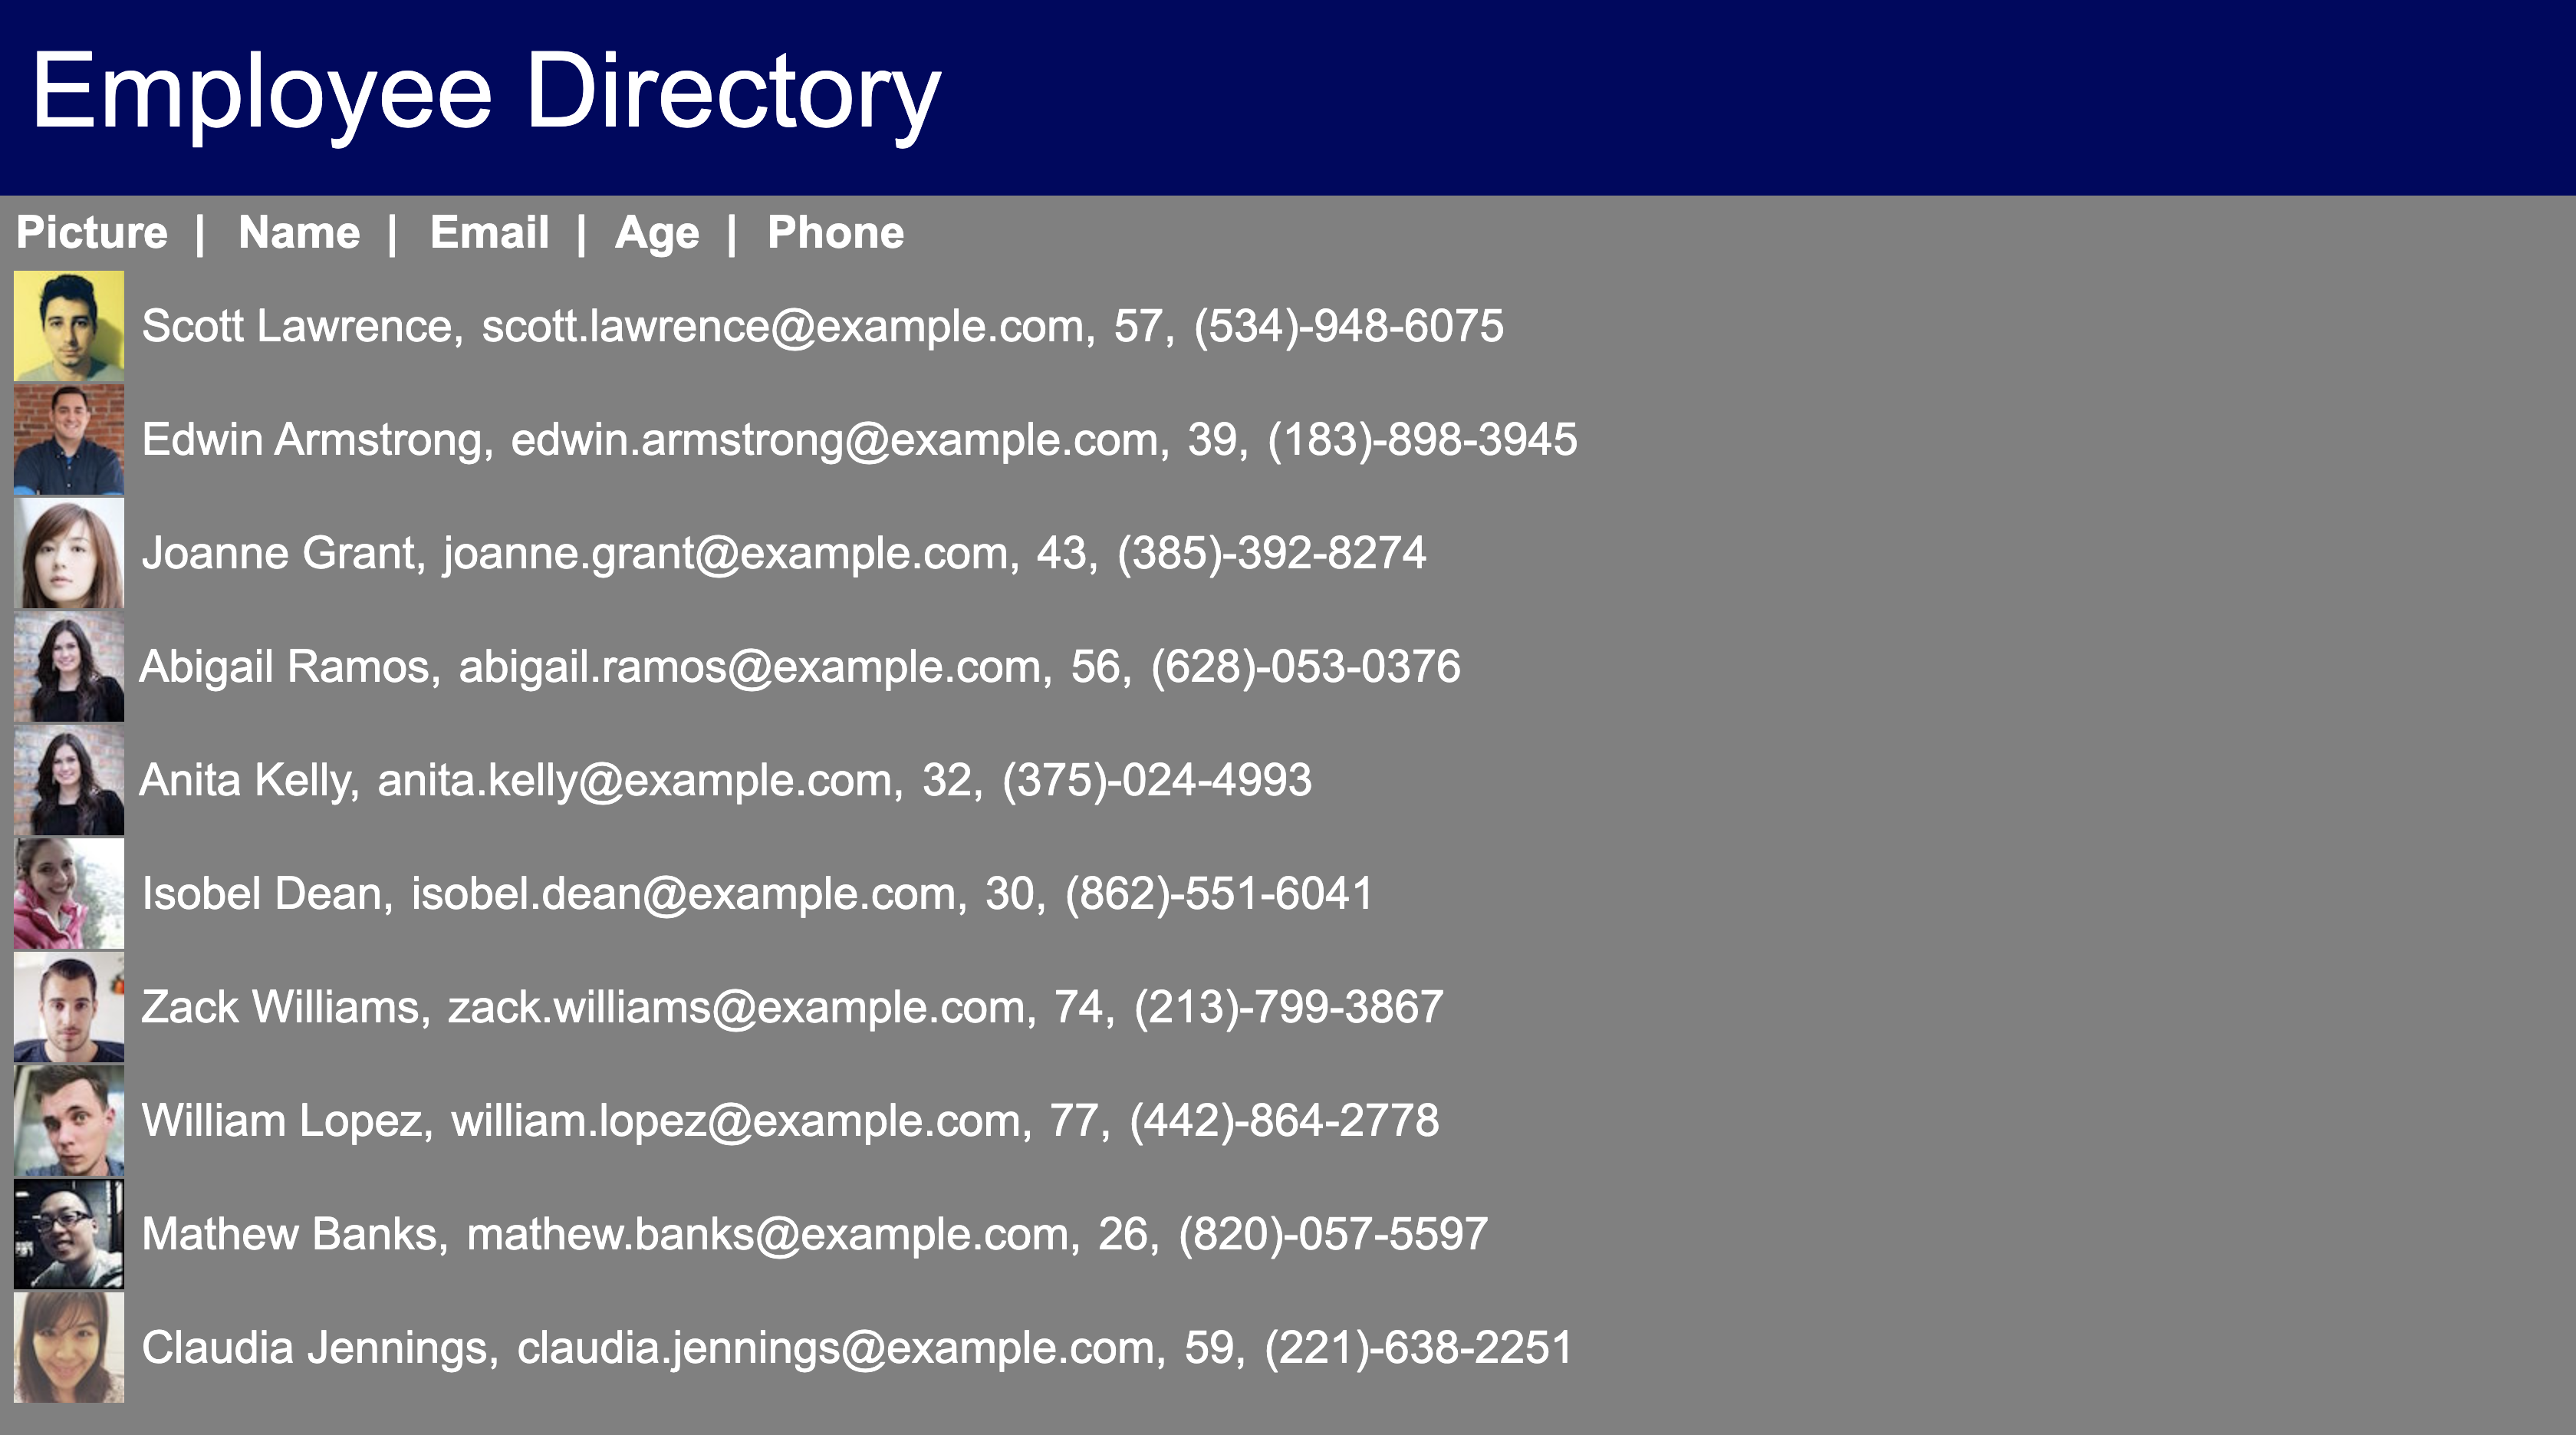 Employee Directory
Picture | Name | Email | Age | Phone
Scott Lawrence, scott.lawrence@example.com, 57, (534)-948-6075
Edwin Armstrong, edwin.armstrong@example.com, 39, (183)-898-3945
Joanne Grant, joanne.grant@example.com, 43, (385)-392-8274
Abigail Ramos, abigail.ramos@example.com, 56, (628)-053-0376
Anita Kelly, anita.kelly@example.com, 32, (375)-024-4993
Isobel Dean, isobel.dean@example.com, 30, (862)-551-6041
Zack Williams, zack.williams@example.com, 74, (213)-799-3867
William Lopez, william.lopez@example.com, 77, (442)-864-2778
Mathew Banks, mathew.banks@example.com, 26, (820)-057-5597
Claudia Jennings, claudia.jennings@example.com, 59, (221)-638-2251